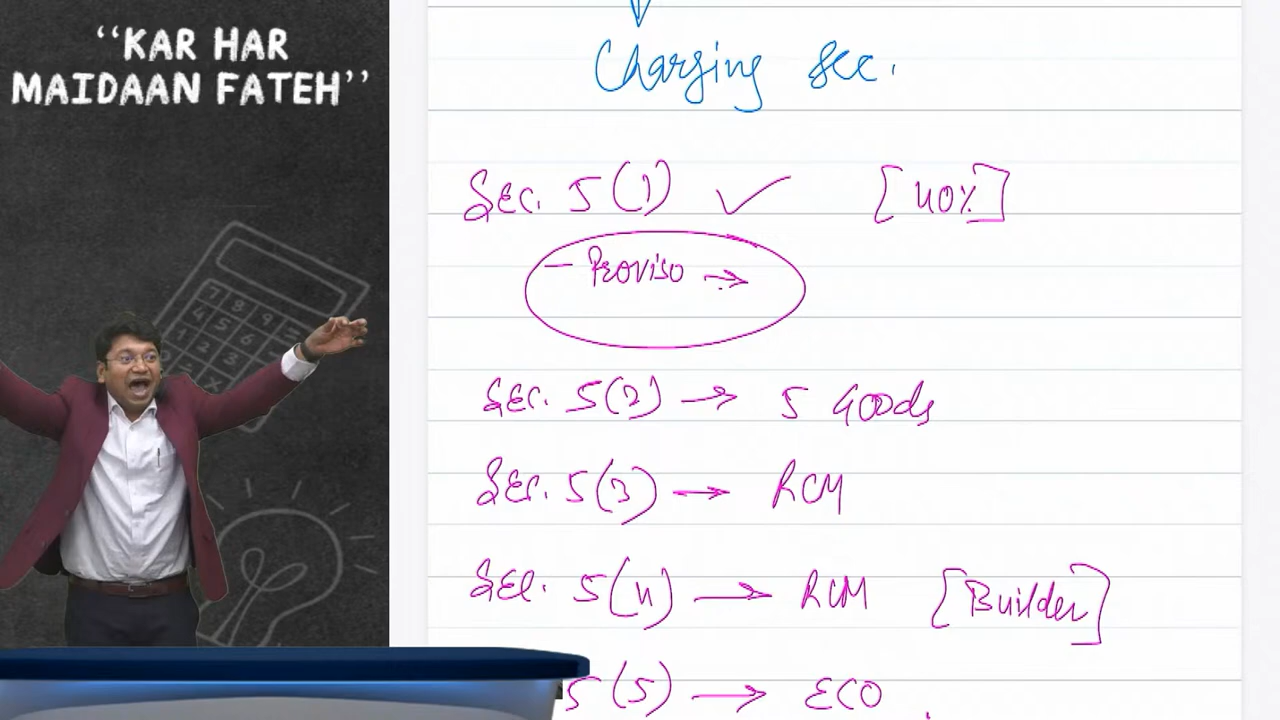 “KAR HAR
MAIDAAN FATEH”
Charging Sec.
Sec. 5(1) ✓ [40%]
– Proviso →
Sec. 5(2) → 5 Goods
Sec. 5(3) → RCM
Sec. 5(4) → RCM [Builder]
5(5) → ECO